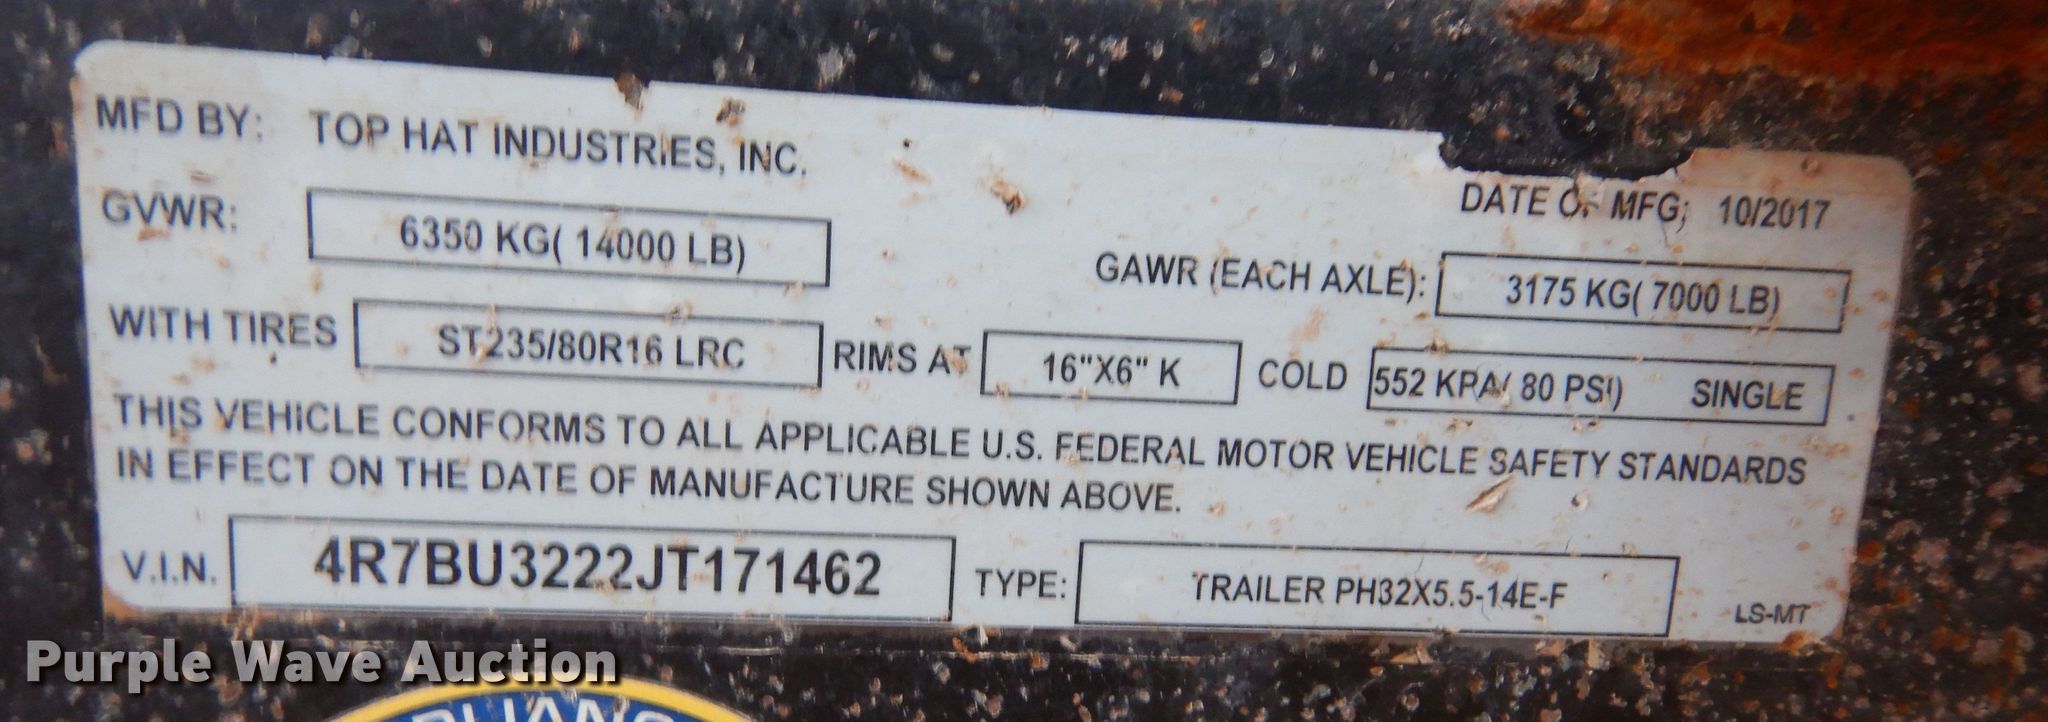 MFD BY: TOP HAT INDUSTRIES, INC.
DATE OF MFG; 10/2017
GVWR: 6350 KG( 14000 LB)
GAWR (EACH AXLE): 3175 KG( 7000 LB)
WITH TIRES ST235/80R16 LRC RIMS AT 16"X6" K COLD 552 KPA( 80 PSI) SINGLE
THIS VEHICLE CONFORMS TO ALL APPLICABLE U.S. FEDERAL MOTOR VEHICLE SAFETY STANDARDS
IN EFFECT ON THE DATE OF MANUFACTURE SHOWN ABOVE.
V.I.N. 4R7BU3222JT171462 TYPE: TRAILER PH32X5.5-14E-F LS-MT
Purple Wave Auction